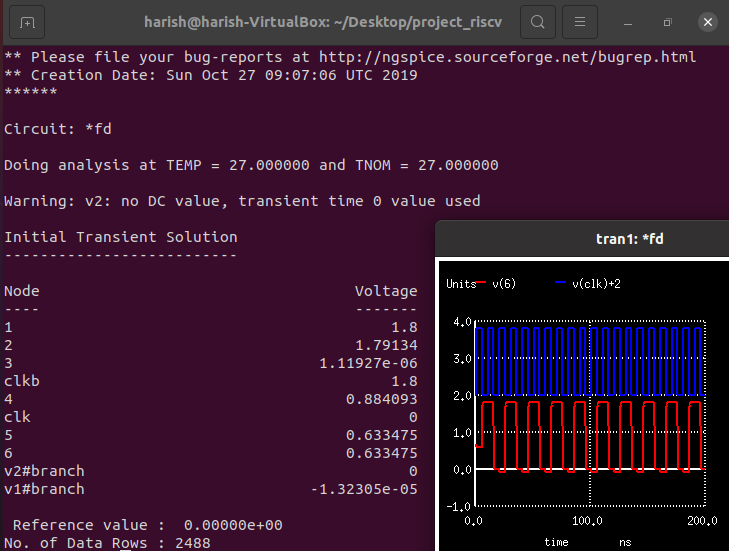 harish@harish-VirtualBox: ~/Desktop/project_riscv
** Please file your bug-reports at http://ngspice.sourceforge.net/bugrep.html
** Creation Date: Sun Oct 27 09:07:06 UTC 2019
******
Circuit: *fd
Doing analysis at TEMP = 27.000000 and TNOM = 27.000000
Warning: v2: no DC value, transient time 0 value used
Initial Transient Solution
--------------------------
Node Voltage
---- -------
1 1.8
2 1.79134
3 1.11927e-06
clkb 1.8
4 0.884093
clk 0
5 0.633475
6 0.633475
v2#branch 0
v1#branch -1.32305e-05
Reference value : 0.00000e+00
No. of Data Rows : 2488
tran1: *fd
Units v(6) v(clk)+2
4.0
3.0
2.0
1.0
0.0
-1.0
0.0 100.0 200.0
time ns